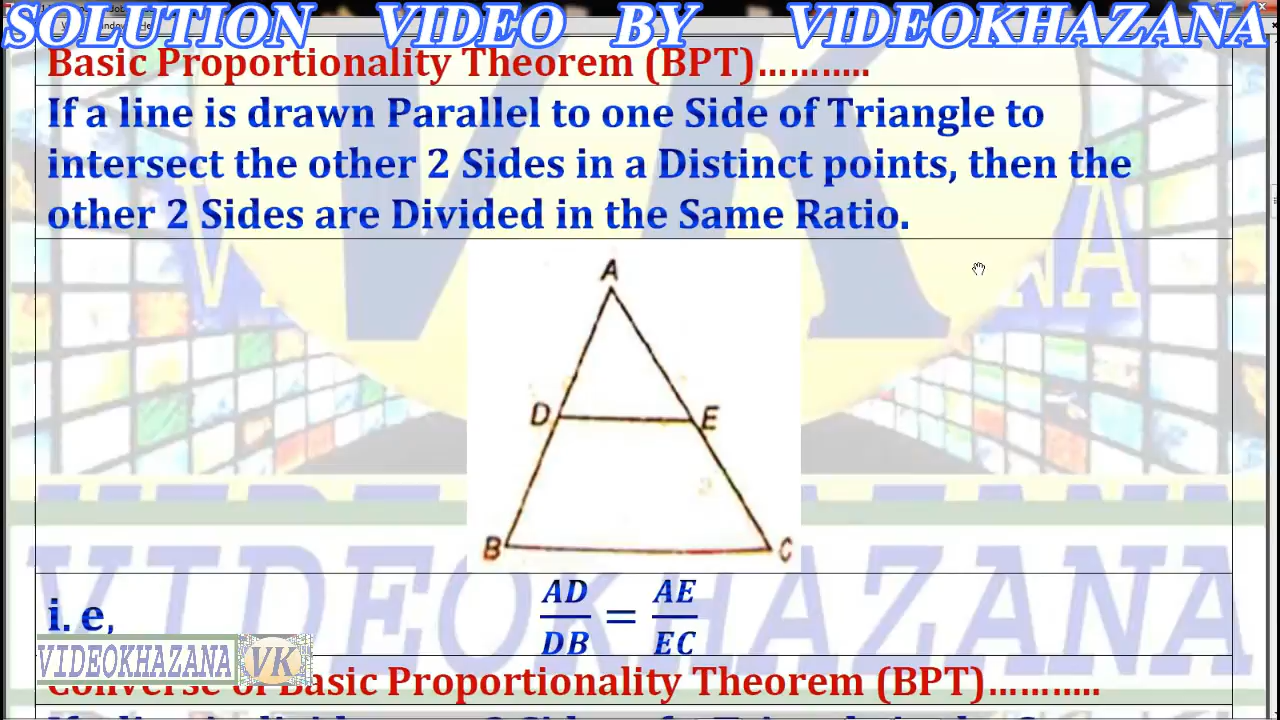 SOLUTION VIDEO BY VIDEOKHAZANA
Basic Proportionality Theorem (BPT)………..
If a line is drawn Parallel to one Side of Triangle to
intersect the other 2 Sides in a Distinct points, then the
other 2 Sides are Divided in the Same Ratio.
A
D E
B C
i. e, AD/DB = AE/EC
VIDEOKHAZANA VK
Converse of Basic Proportionality Theorem (BPT)………..